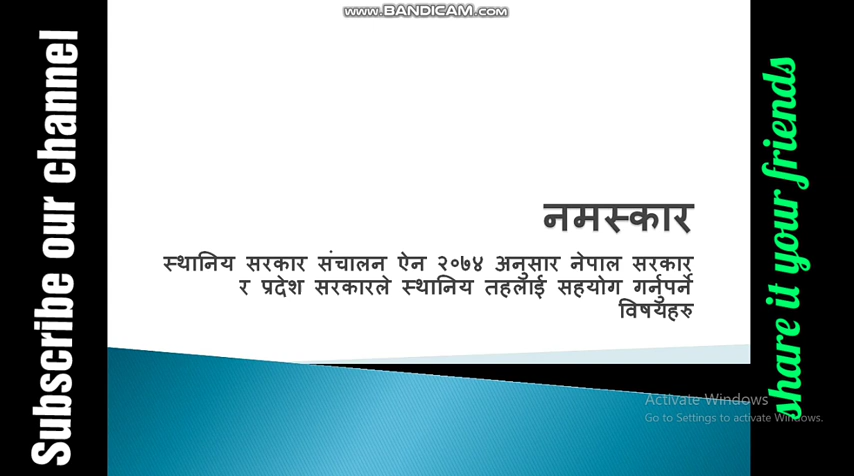 www.BANDICAM.com
Subscribe our channel
नमस्कार
स्थानिय सरकार संचालन ऐन २०७४ अनुसार नेपाल सरकार
र प्रदेश सरकारले स्थानिय तहलाई सहयोग गर्नुपर्ने
विषयहरु
share it your friends
Activate Windows
Go to Settings to activate Windows.